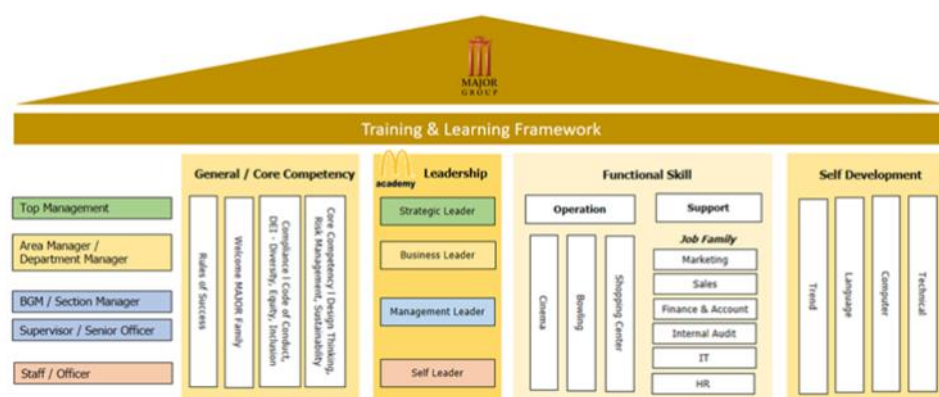 MAJOR
GROUP
Training & Learning Framework
Top Management
Area Manager /
Department Manager
BGM / Section Manager
Supervisor / Senior Officer
Staff / Officer
General / Core Competency
Rules of Success
Welcome MAJOR Family
Compliance | Code of Conduct,
DEI - Diversity, Equity, Inclusion
Core Competency | Design Thinking,
Risk Management, Sustainability
academy
Leadership
Strategic Leader
Business Leader
Management Leader
Self Leader
Functional Skill
Operation
Cinema
Bowling
Shopping Center
Support
Job Family
Marketing
Sales
Finance & Account
Internal Audit
IT
HR
Self Development
Trend
Language
Computer
Technical